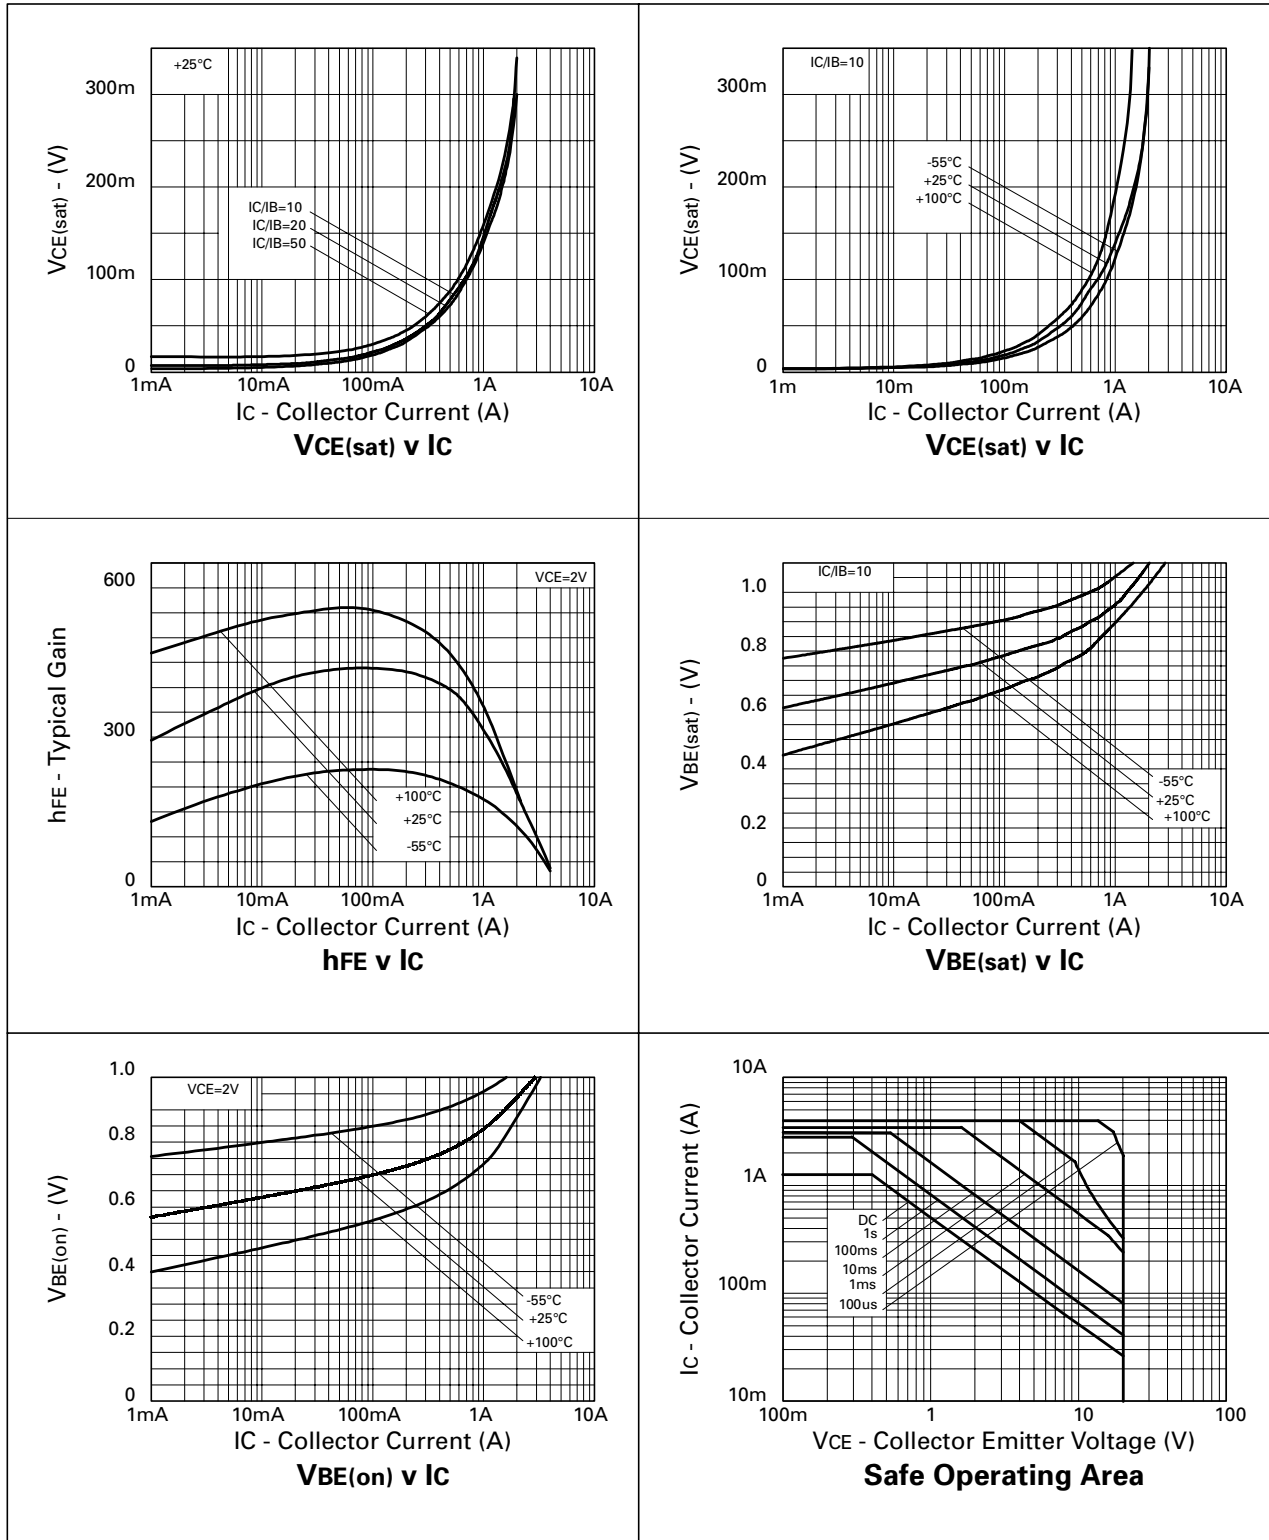 +25°C
300m
200m
100m
0
VCE(sat) - (V)
IC/IB=10
IC/IB=20
IC/IB=50
1mA 10mA 100mA 1A 10A
IC - Collector Current (A)
VCE(sat) v IC
IC/IB=10
300m
200m
100m
0
VCE(sat) - (V)
-55°C
+25°C
+100°C
1m 10m 100m 1A 10A
IC - Collector Current (A)
VCE(sat) v IC
VCE=2V
600
300
0
hFE - Typical Gain
+100°C
+25°C
-55°C
1mA 10mA 100mA 1A 10A
IC - Collector Current (A)
hFE v IC
IC/IB=10
1.0
0.8
0.6
0.4
0.2
0
VBE(sat) - (V)
-55°C
+25°C
+100°C
1mA 10mA 100mA 1A 10A
IC - Collector Current (A)
VBE(sat) v IC
VCE=2V
1.0
0.8
0.6
0.4
0.2
0
VBE(on) - (V)
-55°C
+25°C
+100°C
1mA 10mA 100mA 1A 10A
IC - Collector Current (A)
VBE(on) v IC
10A
1A
100m
10m
IC - Collector Current (A)
DC
1s
100ms
10ms
1ms
100us
100m 1 10 100
VCE - Collector Emitter Voltage (V)
Safe Operating Area